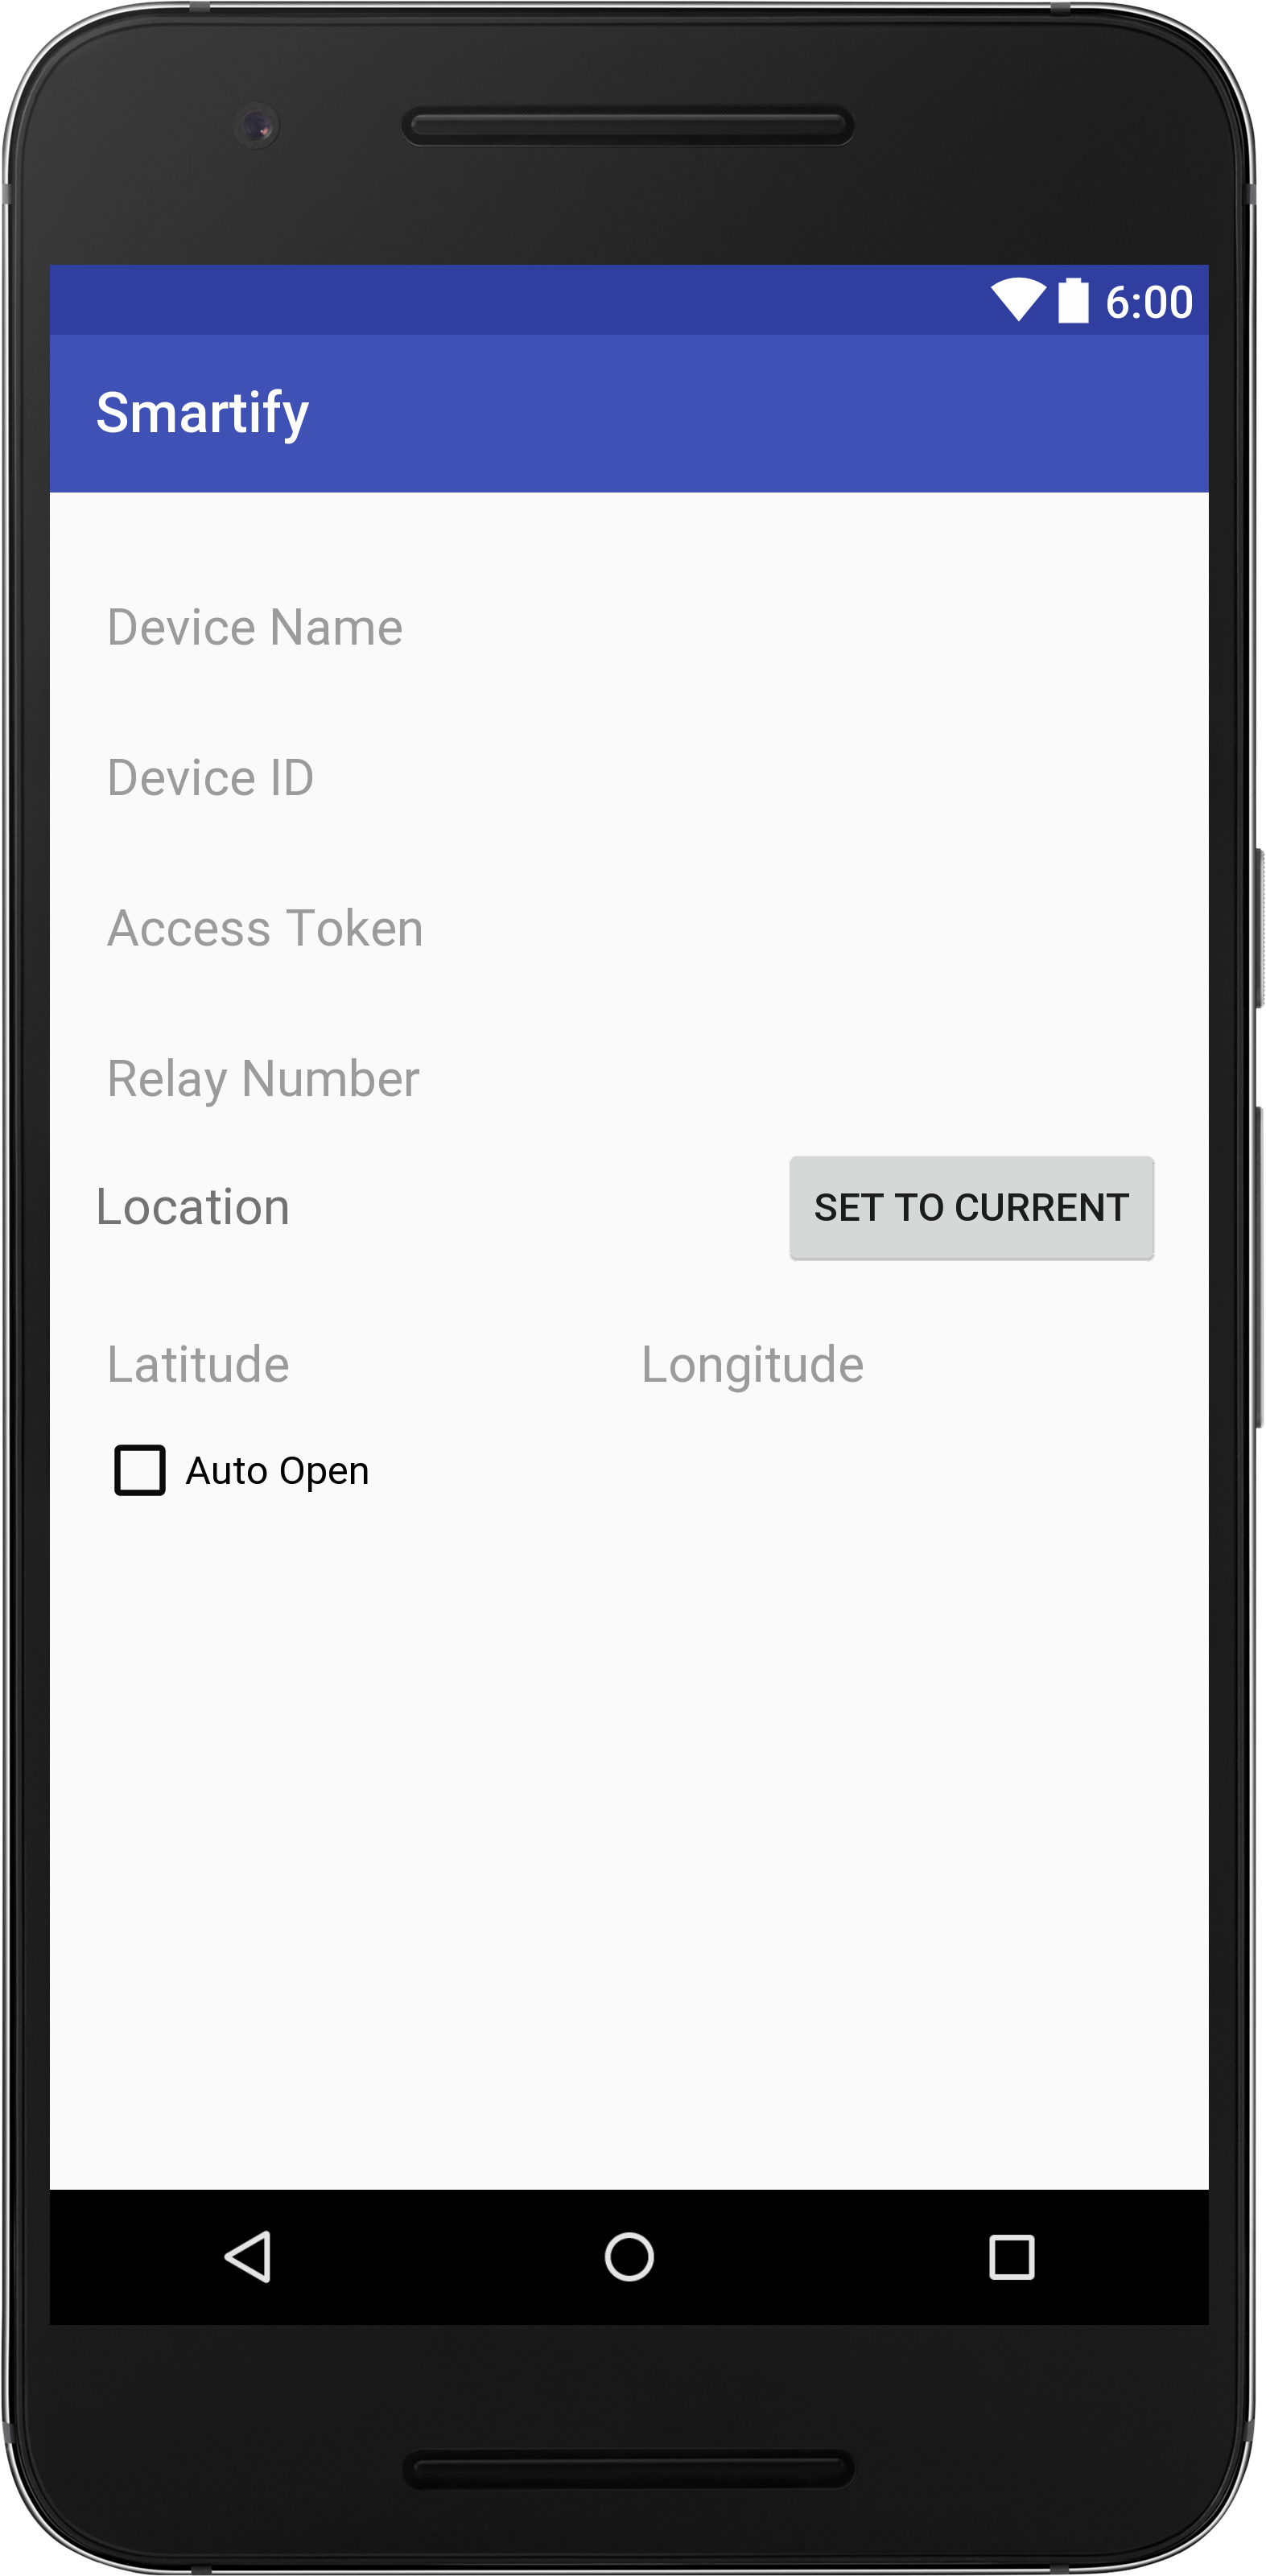 6:00
Smartify
Device Name
Device ID
Access Token
Relay Number
Location SET TO CURRENT
Latitude Longitude
Auto Open